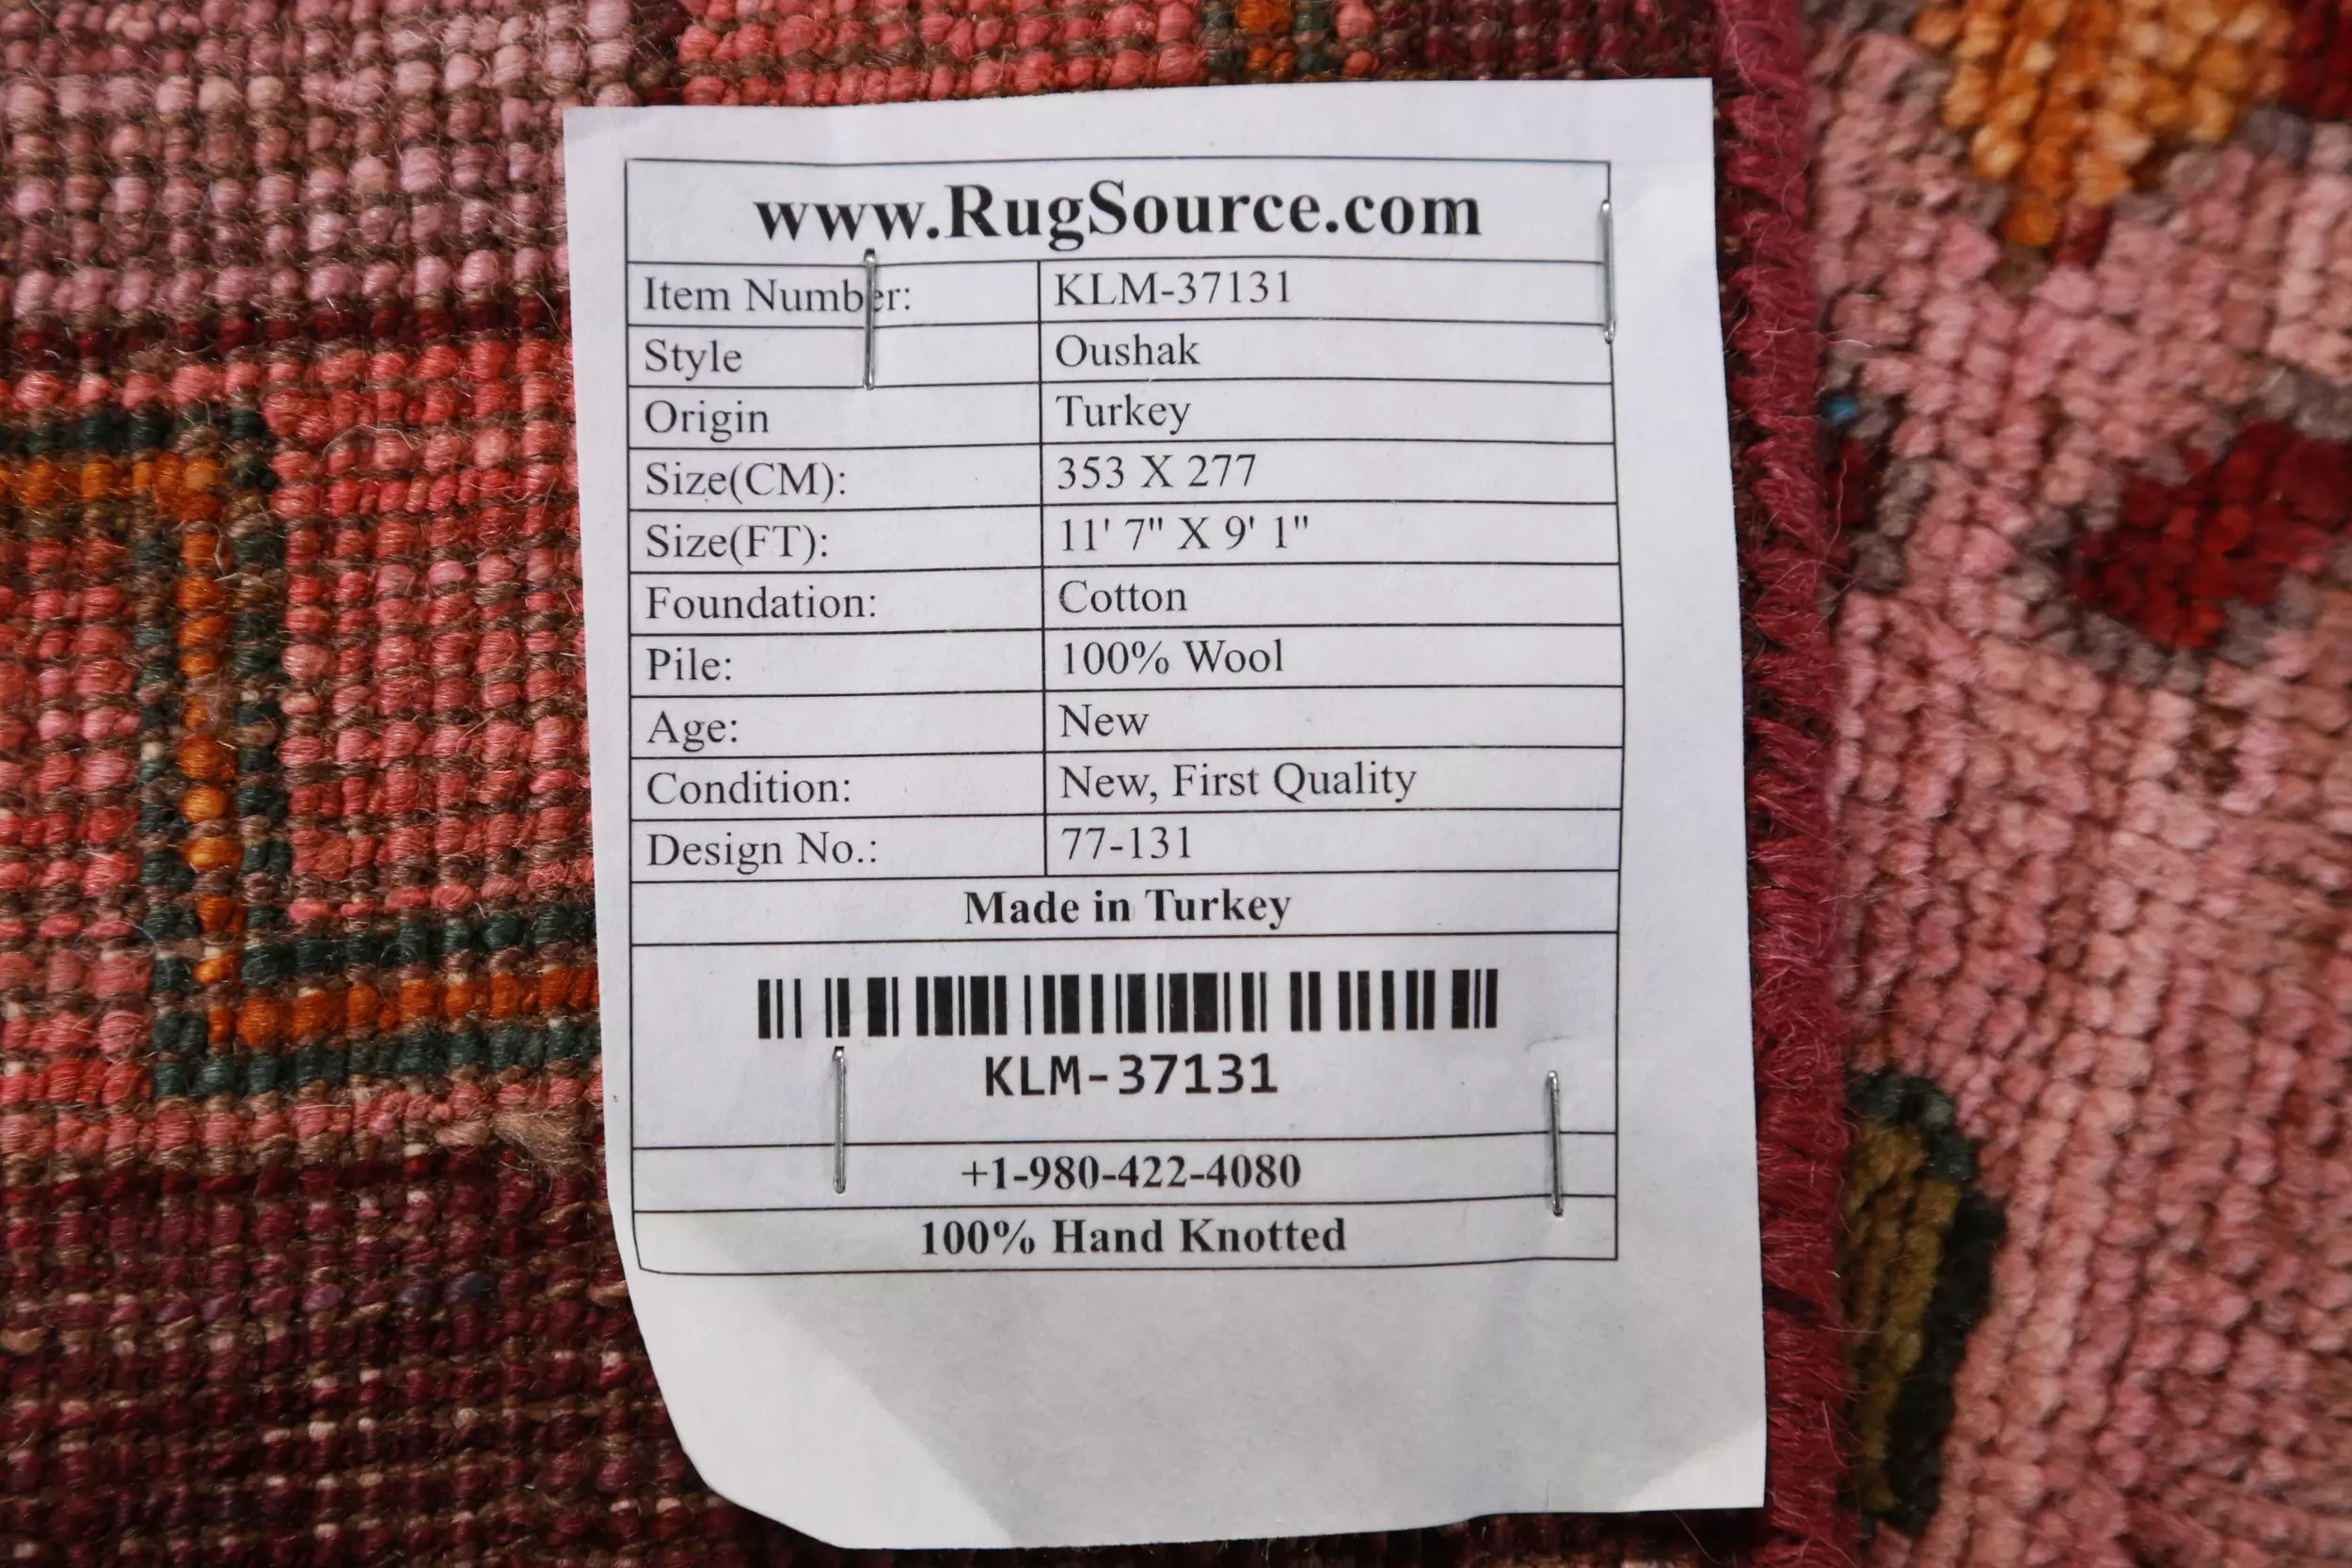 www.RugSource.com
Item Number: KLM-37131
Style Oushak
Origin Turkey
Size(CM): 353 X 277
Size(FT): 11' 7" X 9' 1"
Foundation: Cotton
Pile: 100% Wool
Age: New
Condition: New, First Quality
Design No.: 77-131
Made in Turkey
KLM-37131
+1-980-422-4080
100% Hand Knotted